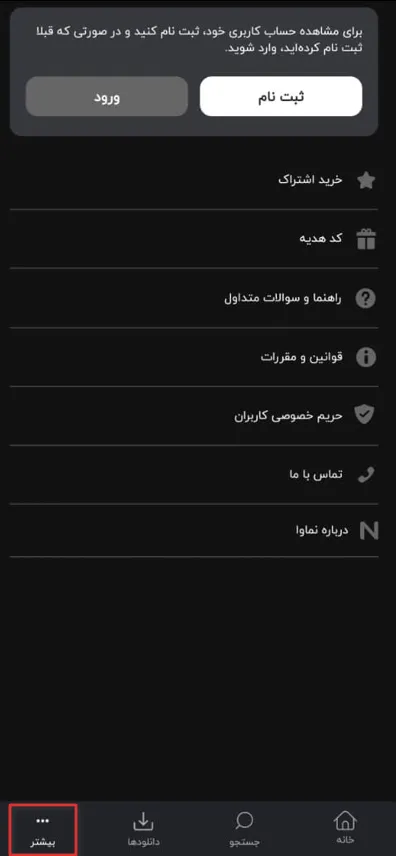 برای مشاهده حساب کاربری خود، ثبت نام کنید و در صورتی که قبلا
ثبت نام کرده‌اید، وارد شوید.
ثبت نام
ورود
خرید اشتراک
کد هدیه
راهنما و سوالات متداول
قوانین و مقررات
حریم خصوصی کاربران
تماس با ما
درباره نماوا
خانه
جستجو
دانلودها
بیشتر